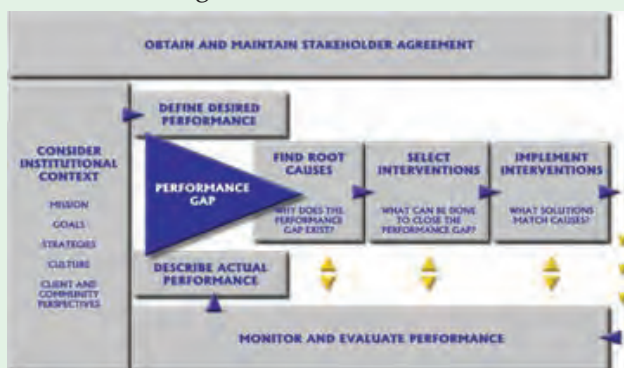 OBTAIN AND MAINTAIN STAKEHOLDER AGREEMENT
CONSIDER
INSTITUTIONAL
CONTEXT
MISSION
GOALS
STRATEGIES
CULTURE
CLIENT AND
COMMUNITY
PERSPECTIVES
DEFINE DESIRED
PERFORMANCE
PERFORMANCE
GAP
DESCRIBE ACTUAL
PERFORMANCE
FIND ROOT
CAUSES
WHY DOES THE
PERFORMANCE
GAP EXIST?
SELECT
INTERVENTIONS
WHAT CAN BE DONE
TO CLOSE THE
PERFORMANCE GAP?
IMPLEMENT
INTERVENTIONS
WHAT SOLUTIONS
MATCH CAUSES?
MONITOR AND EVALUATE PERFORMANCE